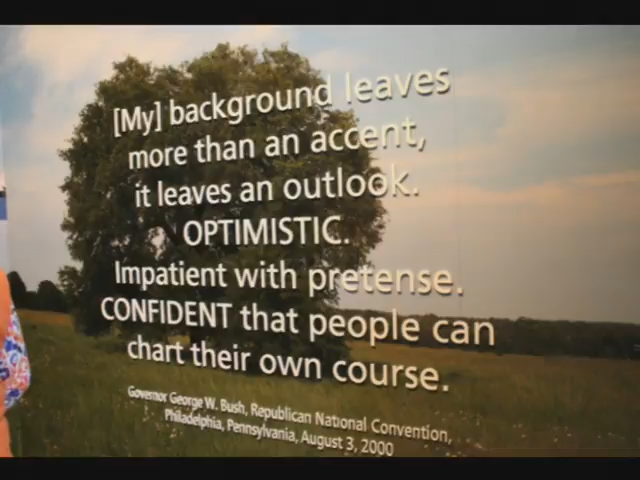 [My] background leaves
more than an accent,
it leaves an outlook.
OPTIMISTIC.
Impatient with pretense.
CONFIDENT that people can
chart their own course.
Governor George W. Bush, Republican National Convention,
Philadelphia, Pennsylvania, August 3, 2000